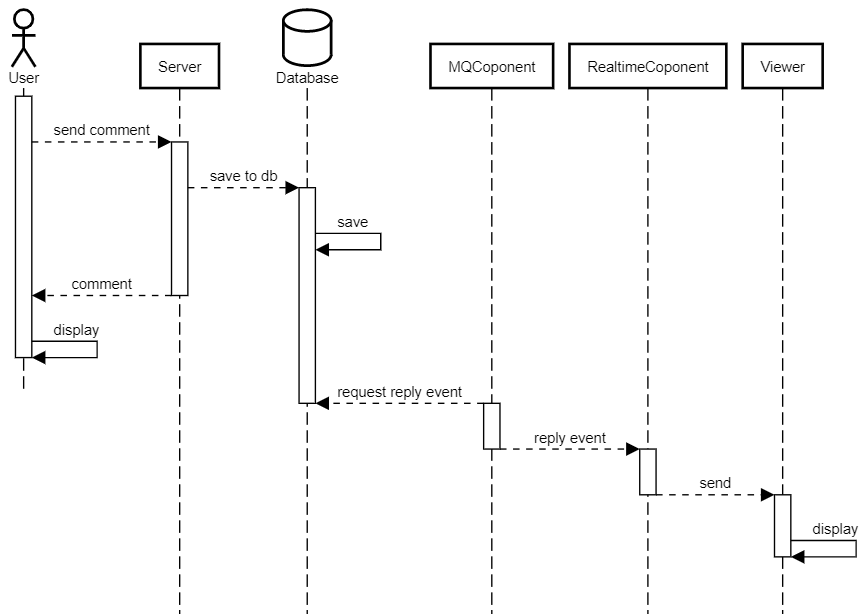 User
Server
Database
MQCoponent
RealtimeCoponent
Viewer
send comment
save to db
save
comment
display
request reply event
reply event
send
display